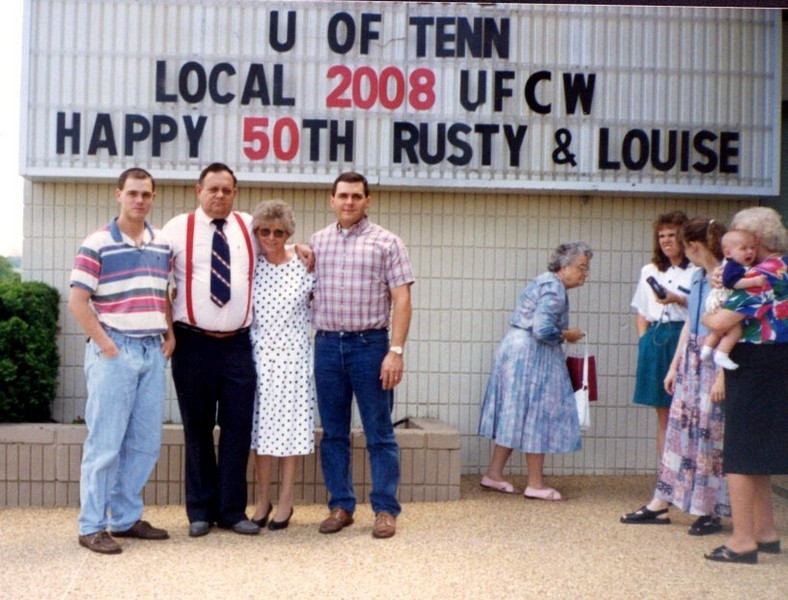 U OF TENN
LOCAL 2008 UFCW
HAPPY 50TH RUSTY & LOUISE